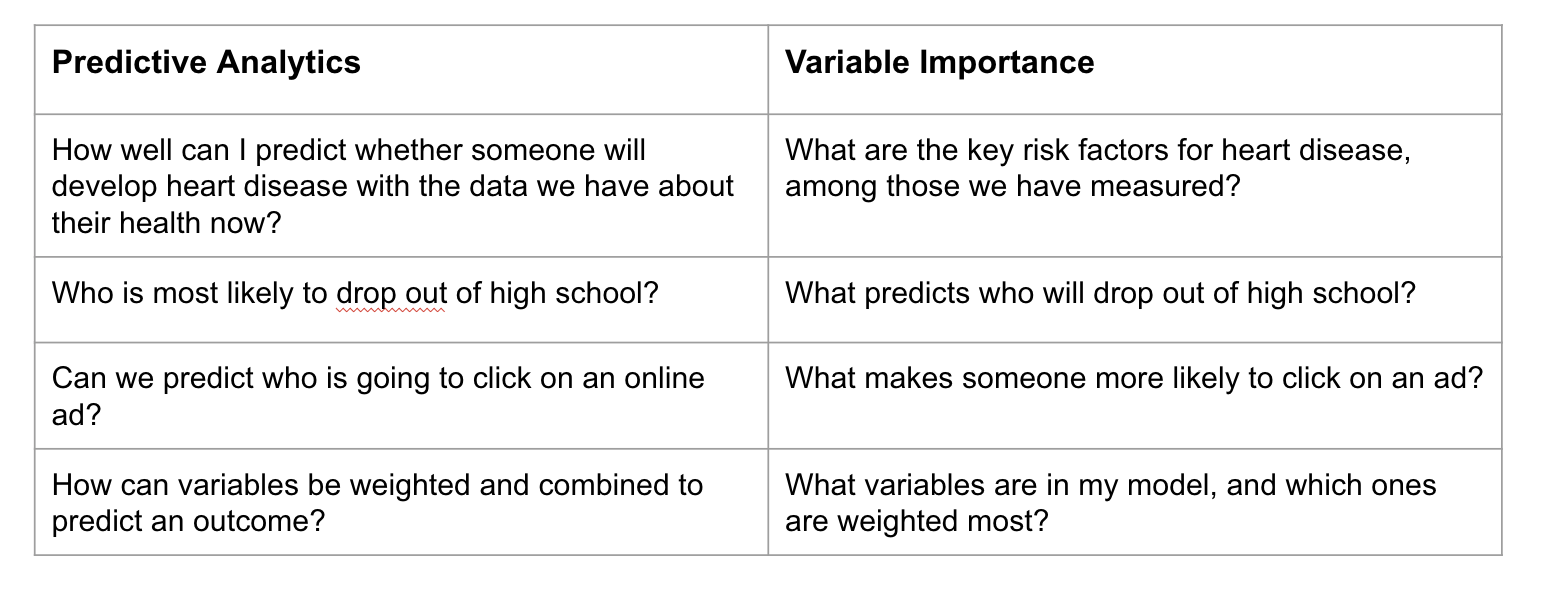 Predictive Analytics
Variable Importance
How well can I predict whether someone will
develop heart disease with the data we have about
their health now?
What are the key risk factors for heart disease,
among those we have measured?
Who is most likely to drop out of high school?
What predicts who will drop out of high school?
Can we predict who is going to click on an online
ad?
What makes someone more likely to click on an ad?
How can variables be weighted and combined to
predict an outcome?
What variables are in my model, and which ones
are weighted most?